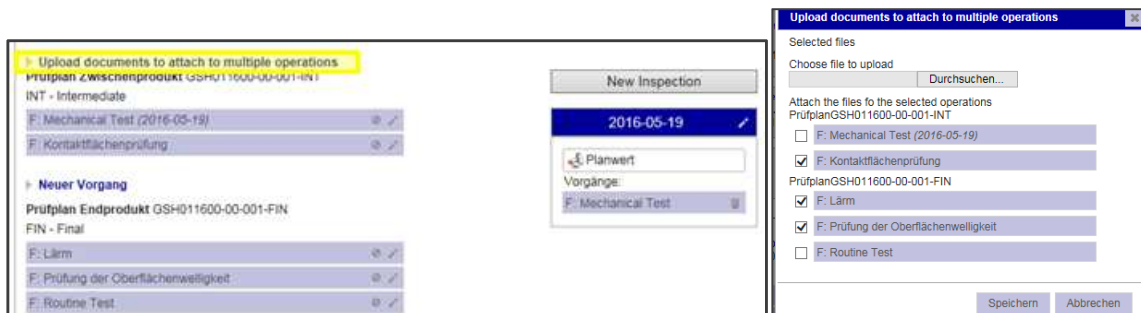 Upload documents to attach to multiple operations
Prüfplan Zwischenprodukt GSH011600-00-001-INT
INT - Intermediate
F: Mechanical Test (2016-05-19)
F: Kontaktflächenprüfung
Neuer Vorgang
Prüfplan Endprodukt GSH011600-00-001-FIN
FIN - Final
F: Lärm
F: Prüfung der Oberflächenwelligkeit
F: Routine Test
New Inspection
2016-05-19
Planwert
Vorgänge:
F: Mechanical Test
Upload documents to attach to multiple operations
Selected files
Choose file to upload
Durchsuchen...
Attach the files fo the selected operations
PrüfplanGSH011600-00-001-INT
F: Mechanical Test (2016-05-19)
F: Kontaktflächenprüfung
PrüfplanGSH011600-00-001-FIN
F: Lärm
F: Prüfung der Oberflächenwelligkeit
F: Routine Test
Speichern Abbrechen